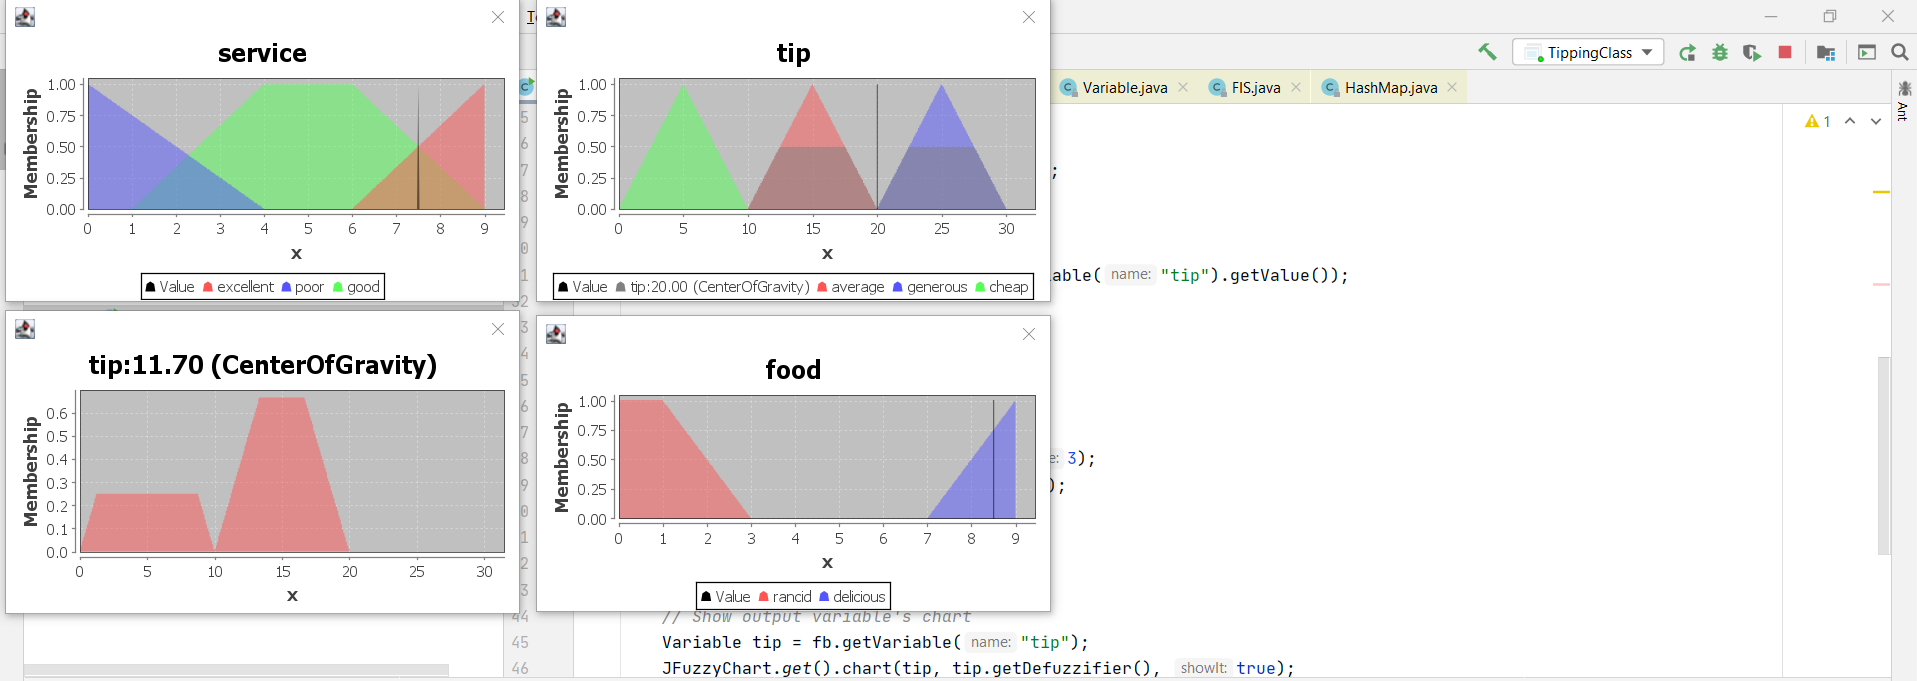 service
Membership
1.00
0.75
0.50
0.25
0.00
0 1 2 3 4 5 6 7 8 9
x
Value excellent poor good
tip
Membership
1.00
0.75
0.50
0.25
0.00
0 5 10 15 20 25 30
x
Value tip:20.00 (CenterOfGravity) average generous cheap
tip:11.70 (CenterOfGravity)
Membership
0.6
0.5
0.4
0.3
0.2
0.1
0.0
0 5 10 15 20 25 30
x
food
Membership
1.00
0.75
0.50
0.25
0.00
0 1 2 3 4 5 6 7 8 9
x
Value rancid delicious
TippingClass
Variable.java FIS.java HashMap.java
Ant
1
;
able( name: "tip").getValue());
e: 3);
);
44 // Show output variable's chart
45 Variable tip = fb.getVariable( name: "tip");
46 JFuzzyChart.get().chart(tip, tip.getDefuzzifier(), showIt: true);